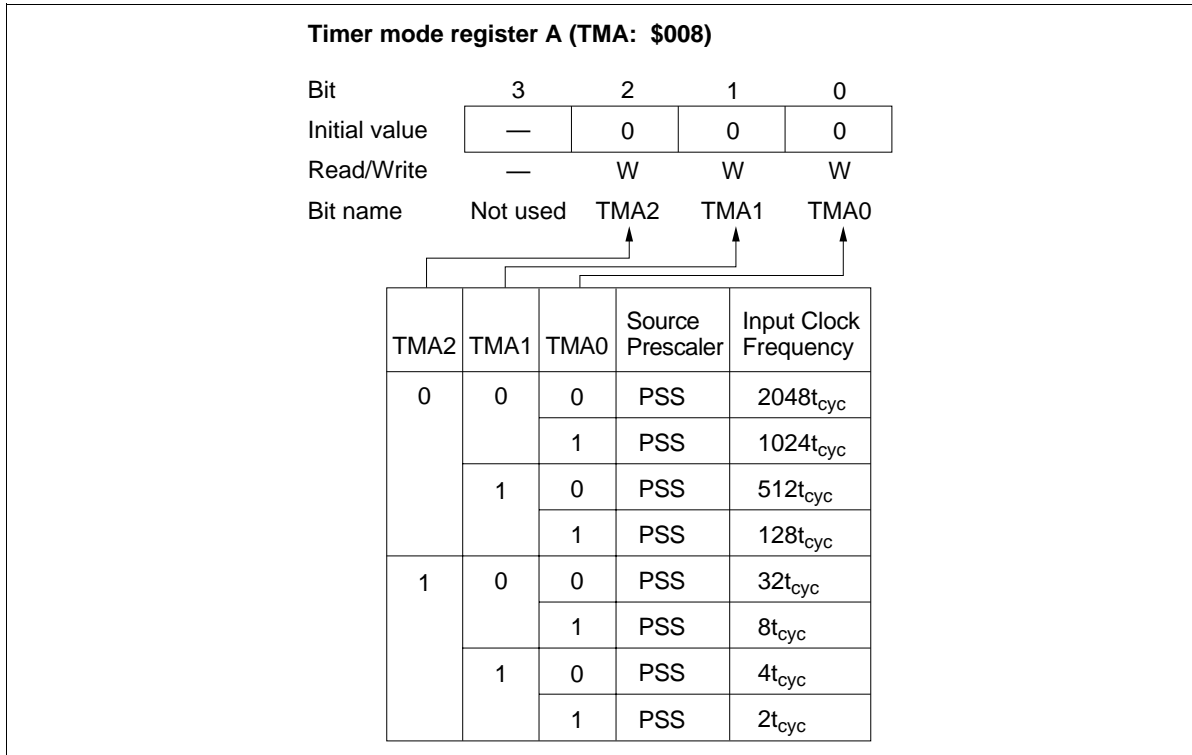 Timer mode register A (TMA: $008)
Bit 3 2 1 0
Initial value — 0 0 0
Read/Write — W W W
Bit name Not used TMA2 TMA1 TMA0
TMA2 TMA1 TMA0 Source Prescaler Input Clock Frequency
0 0 0 PSS 2048tcyc
1 PSS 1024tcyc
1 0 PSS 512tcyc
1 PSS 128tcyc
1 0 0 PSS 32tcyc
1 PSS 8tcyc
1 0 PSS 4tcyc
1 PSS 2tcyc